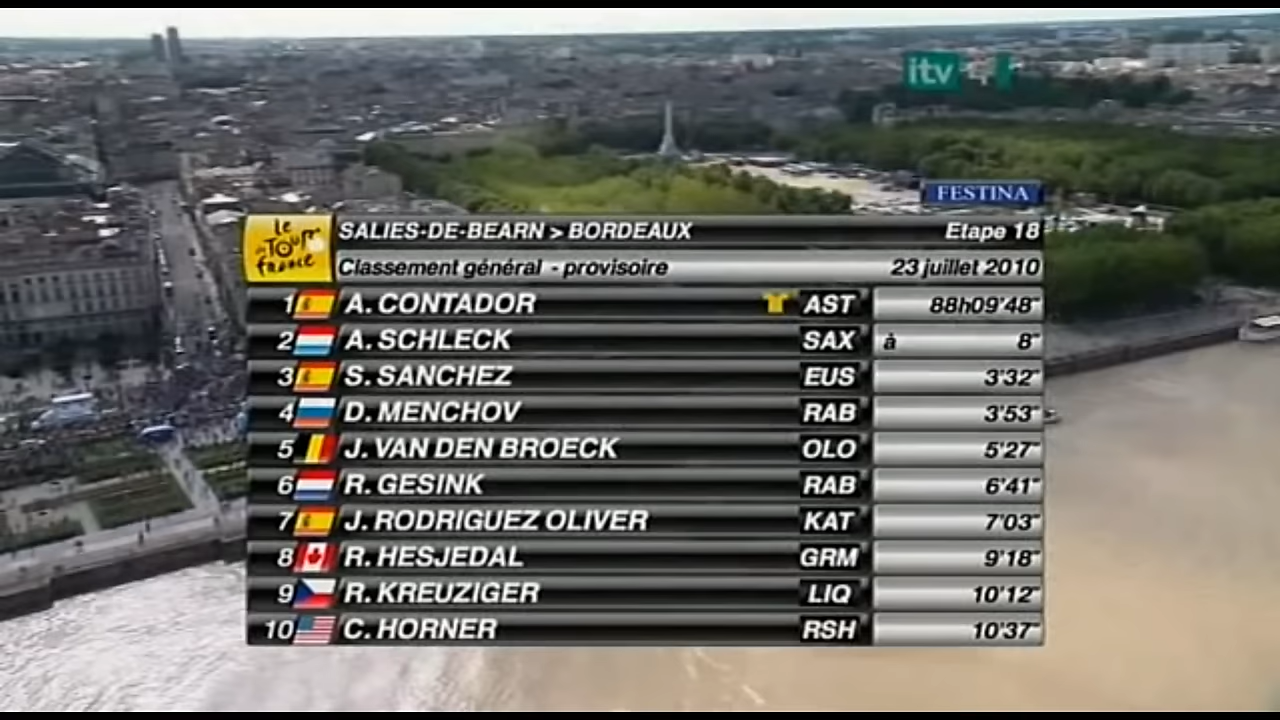 itv 4
FESTINA
le Tour de france
SALIES-DE-BEARN > BORDEAUX Etape 18
Classement général - provisoire 23 juillet 2010
1 A. CONTADOR AST 88h09'48"
2 A. SCHLECK SAX à 8"
3 S. SANCHEZ EUS 3'32"
4 D. MENCHOV RAB 3'53"
5 J. VAN DEN BROECK OLO 5'27"
6 R. GESINK RAB 6'41"
7 J. RODRIGUEZ OLIVER KAT 7'03"
8 R. HESJEDAL GRM 9'18"
9 R. KREUZIGER LIQ 10'12"
10 C. HORNER RSH 10'37"